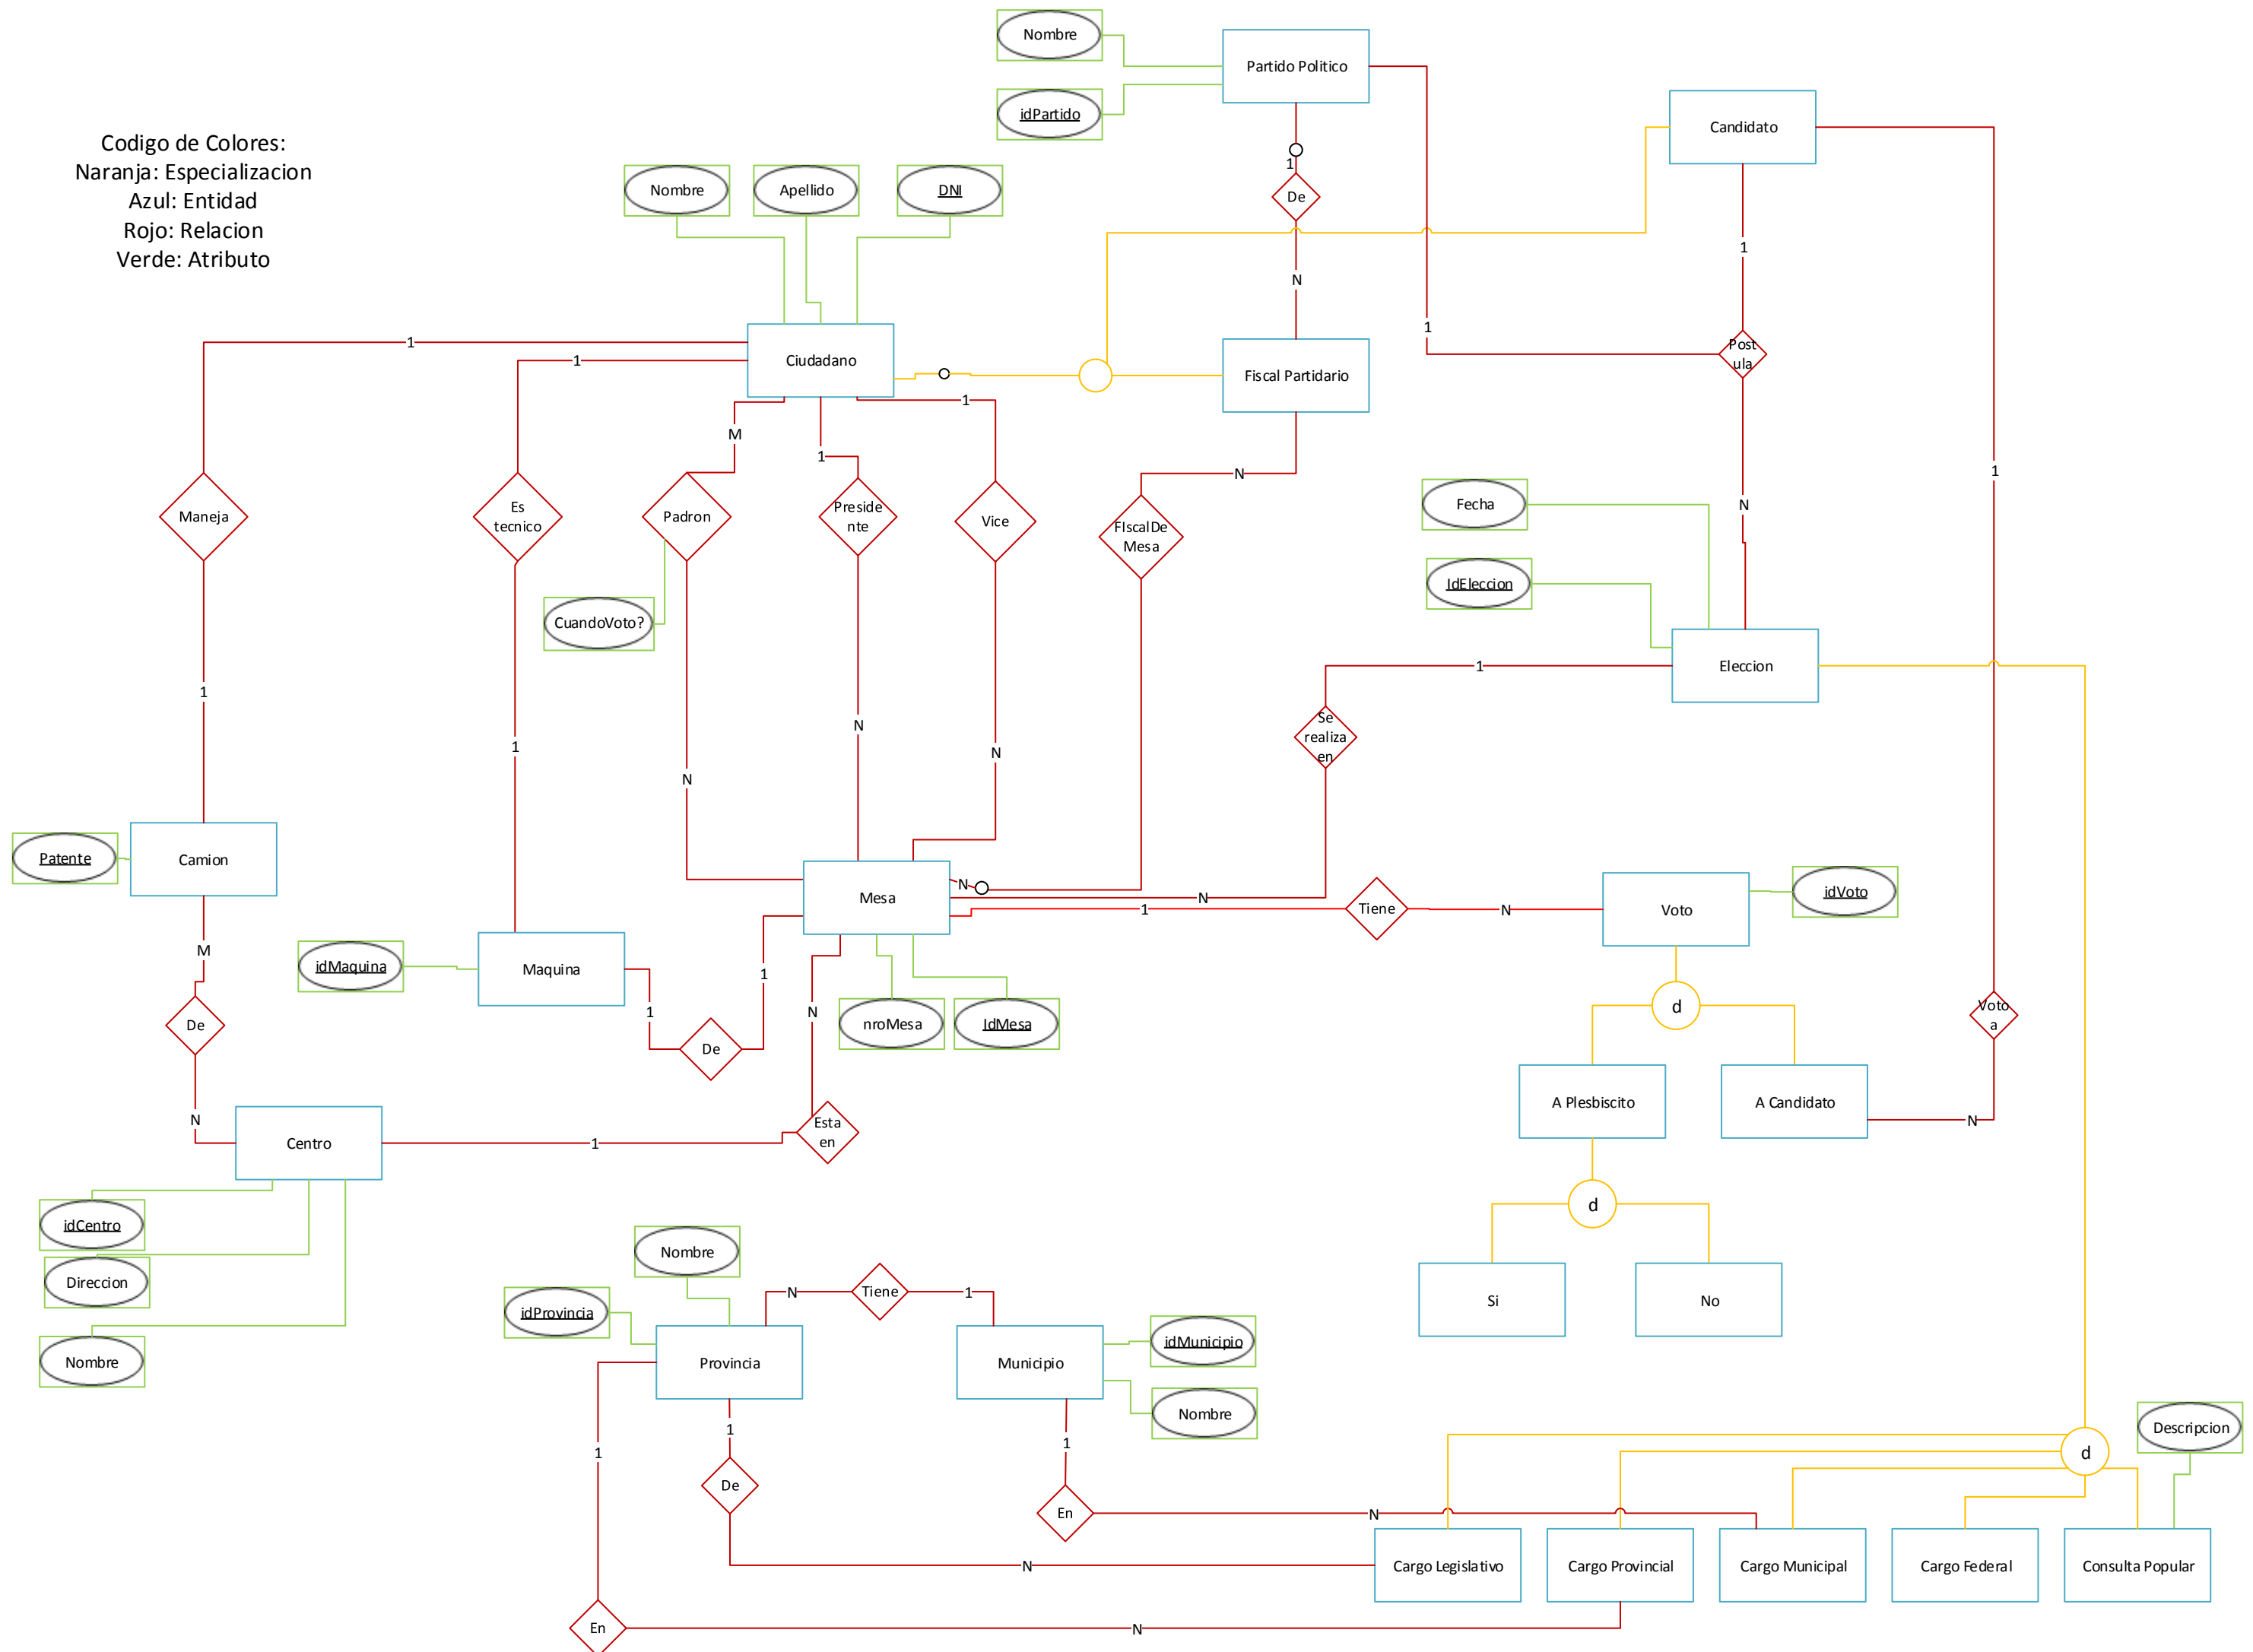 Nombre
Partido Politico
idPartido
Candidato
Codigo de Colores:
Naranja: Especializacion
Azul: Entidad
Rojo: Relacion
Verde: Atributo
1
De
Nombre
Apellido
DNI
1
N
1
1
Ciudadano
1
Post
ula
Fiscal Partidario
1
1
M
1
N
1
Maneja
Es
tecnico
Padron
Preside
nte
Vice
FIscalDe
Mesa
Fecha
N
IdEleccion
CuandoVoto?
1
Eleccion
1
1
N
N
N
N
Se
realiza
en
Patente
Camion
Mesa
N
N
1
Tiene
N
Voto
idVoto
M
idMaquina
Maquina
1
1
N
nroMesa
IdMesa
d
Voto
a
De
De
N
Centro
1
Esta
en
A Plesbiscito
A Candidato
N
idCentro
Direccion
Nombre
d
Nombre
idProvincia
N
Tiene
1
Si
No
Provincia
Municipio
idMunicipio
Nombre
1
1
1
Descripcion
d
De
En
N
N
Cargo Legislativo
Cargo Provincial
Cargo Municipal
Cargo Federal
Consulta Popular
En
N